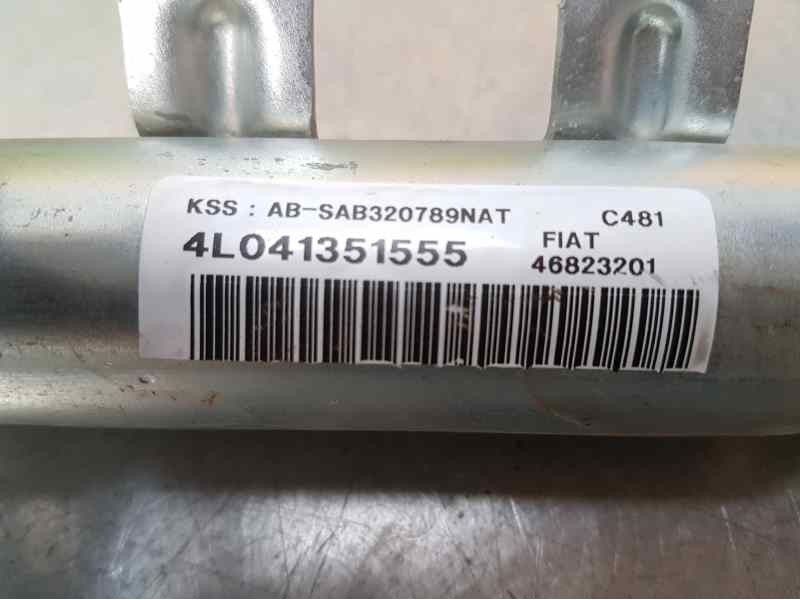 KSS : AB-SAB320789NAT C481
4L041351555 FIAT
46823201